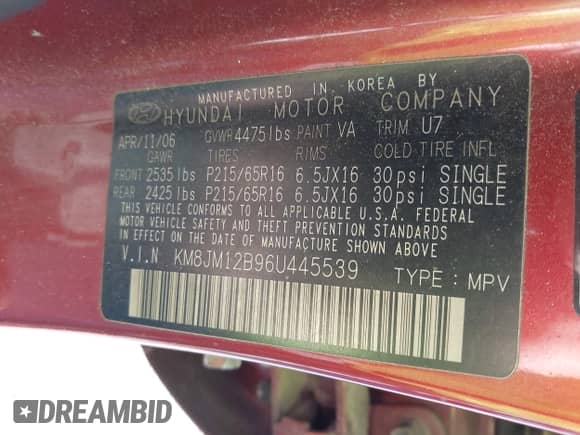 MANUFACTURED IN KOREA BY
HYUNDAI MOTOR COMPANY
APR/11/06 GVWR 4475lbs PAINT VA TRIM U7
GAWR TIRES RIMS COLD TIRE INFL
FRONT 2535lbs P215/65R16 6.5JX16 30psi SINGLE
REAR 2425lbs P215/65R16 6.5JX16 30psi SINGLE
THIS VEHICLE CONFORMS TO ALL APPLICABLE U.S.A. FEDERAL
MOTOR VEHICLE SAFETY AND THEFT PREVENTION STANDARDS
IN EFFECT ON THE DATE OF MANUFACTURE SHOWN ABOVE.
V.I.N KM8JM12B96U445539 TYPE : MPV
DREAMBID